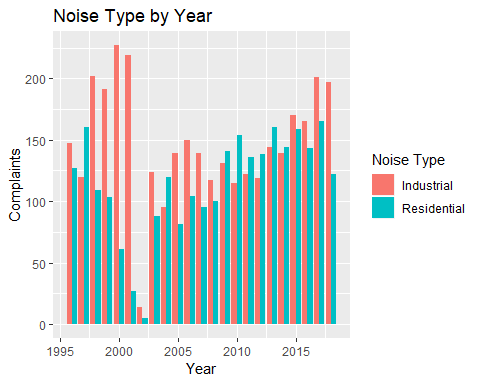 Noise Type by Year
Complaints
200
150
100
50
0
1995
2000
2005
2010
2015
Year
Noise Type
Industrial
Residential